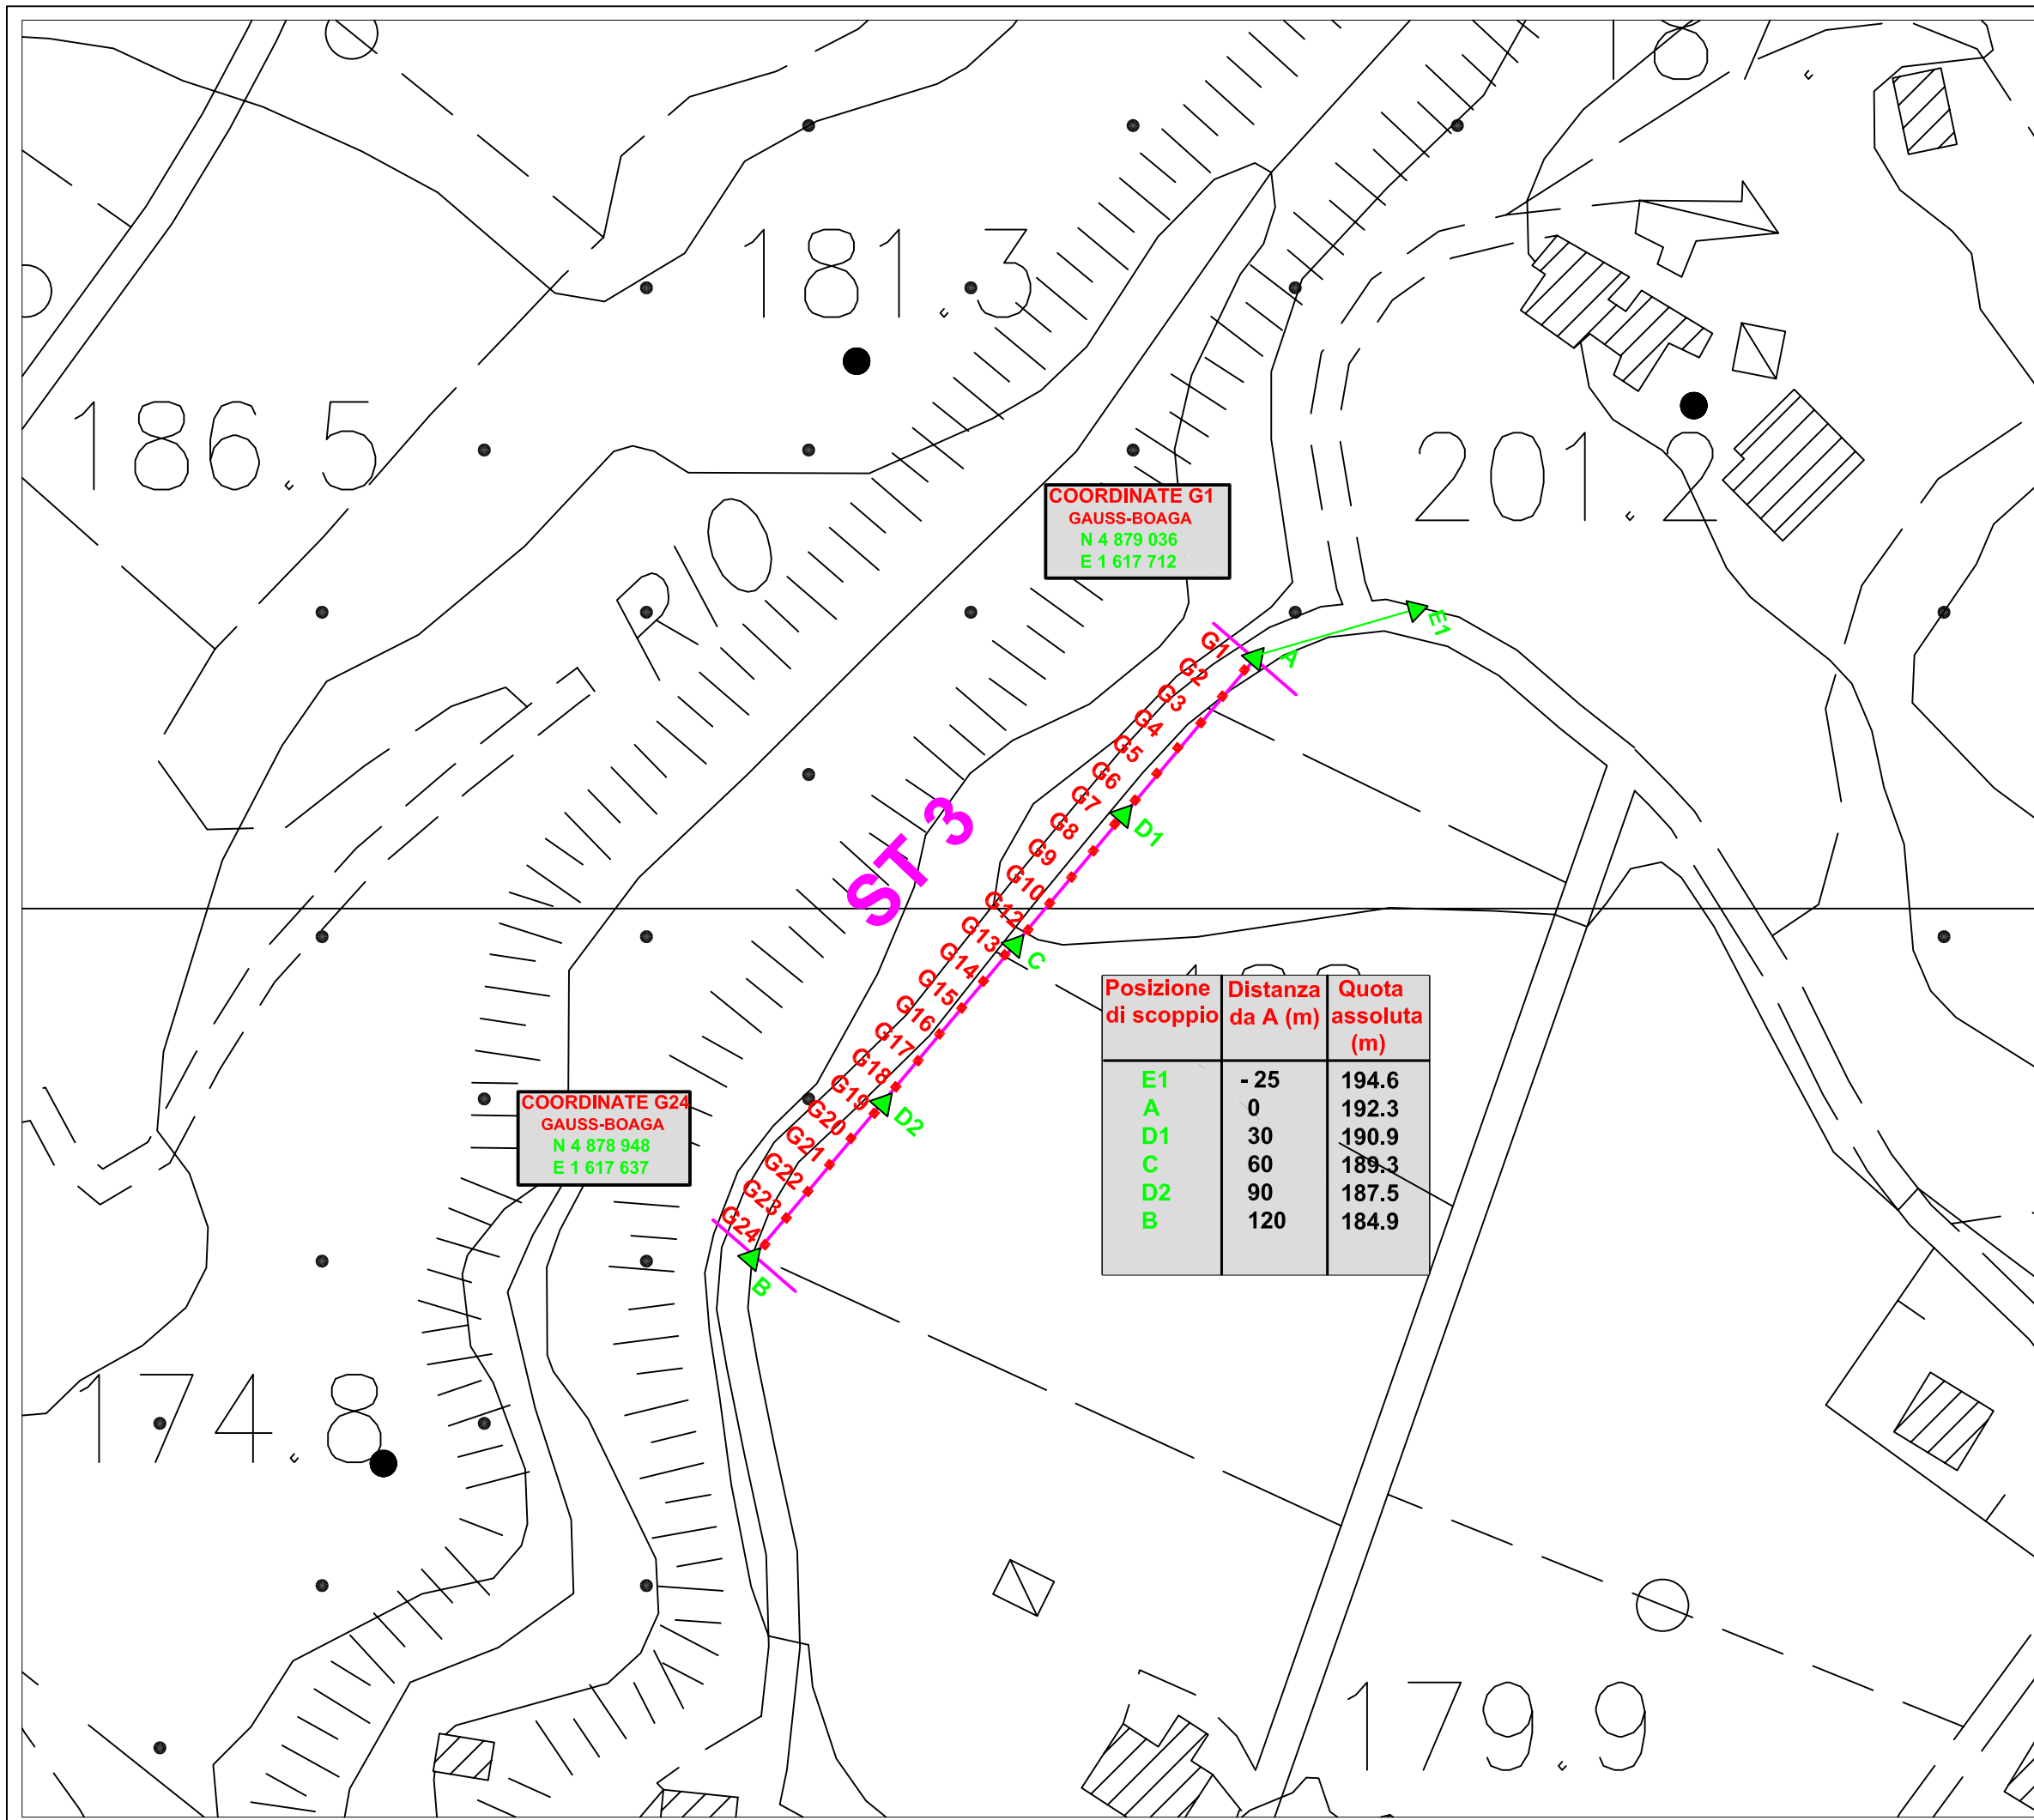 187
181,3
186,5
201,2
RIO
COORDINATE G1
GAUSS-BOAGA
N 4 879 036
E 1 617 712
E1
A
G1
G2
G3
G4
G5
G6
G7
G8
G9
G10
G12
G13
G14
G15
G16
G17
G18
G19
G20
G21
G22
G23
G24
D1
C
D2
B
ST 3
COORDINATE G24
GAUSS-BOAGA
N 4 878 948
E 1 617 637
Posizione di scoppio Distanza da A (m) Quota assoluta (m)
E1 - 25 194.6
A 0 192.3
D1 30 190.9
C 60 189.3
D2 90 187.5
B 120 184.9
174,8
179,9